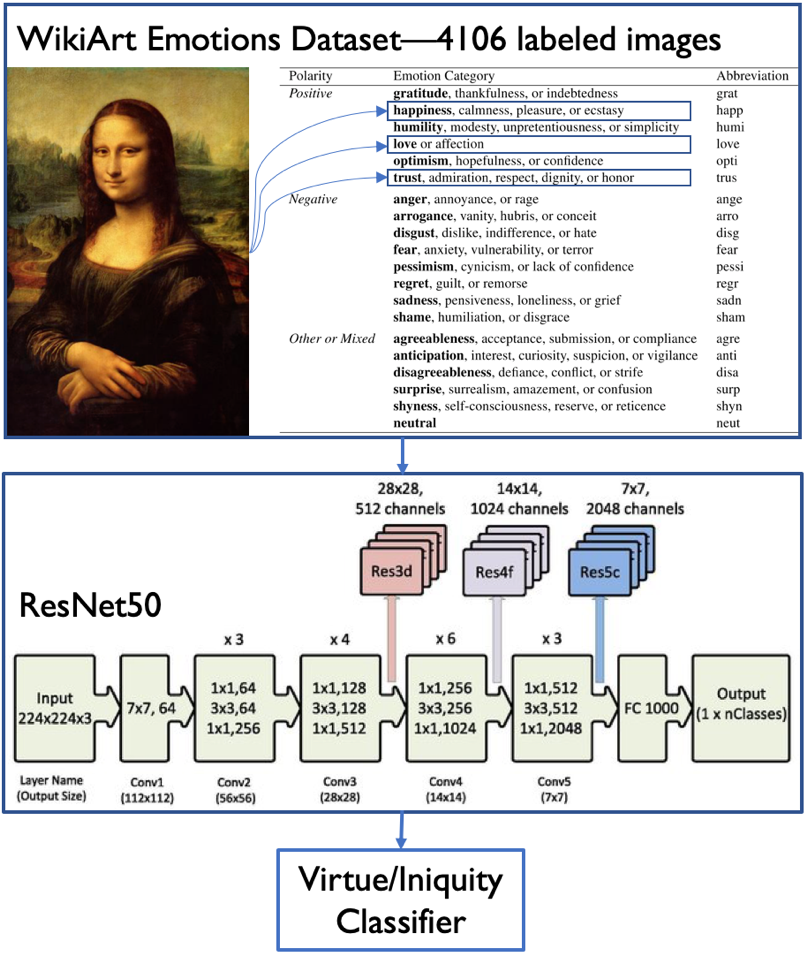 WikiArt Emotions Dataset—4106 labeled images
Polarity Emotion Category Abbreviation
Positive gratitude, thankfulness, or indebtedness grat
happiness, calmness, pleasure, or ecstasy happ
humility, modesty, unpretentiousness, or simplicity humi
love or affection love
optimism, hopefulness, or confidence opti
trust, admiration, respect, dignity, or honor trus
Negative anger, annoyance, or rage ange
arrogance, vanity, hubris, or conceit arro
disgust, dislike, indifference, or hate disg
fear, anxiety, vulnerability, or terror fear
pessimism, cynicism, or lack of confidence pessi
regret, guilt, or remorse regr
sadness, pensiveness, loneliness, or grief sadn
shame, humiliation, or disgrace sham
Other or Mixed agreeableness, acceptance, submission, or compliance agre
anticipation, interest, curiosity, suspicion, or vigilance anti
disagreeableness, defiance, conflict, or strife disa
surprise, surrealism, amazement, or confusion surp
shyness, self-consciousness, reserve, or reticence shyn
neutral neut
28x28, 14x14, 7x7,
512 channels 1024 channels 2048 channels
Res3d Res4f Res5c
ResNet50
x 3 x 4 x 6 x 3
Input 1x1,64 1x1,128 1x1,256 1x1,512 Output
224x224x3 7x7, 64 3x3,64 3x3,128 3x3,256 3x3,512 FC 1000 (1 x nClasses)
1x1,256 1x1,512 1x1,1024 1x1,2048
Layer Name Conv1 Conv2 Conv3 Conv4 Conv5
(Output Size) (112x112) (56x56) (28x28) (14x14) (7x7)
Virtue/Iniquity
Classifier